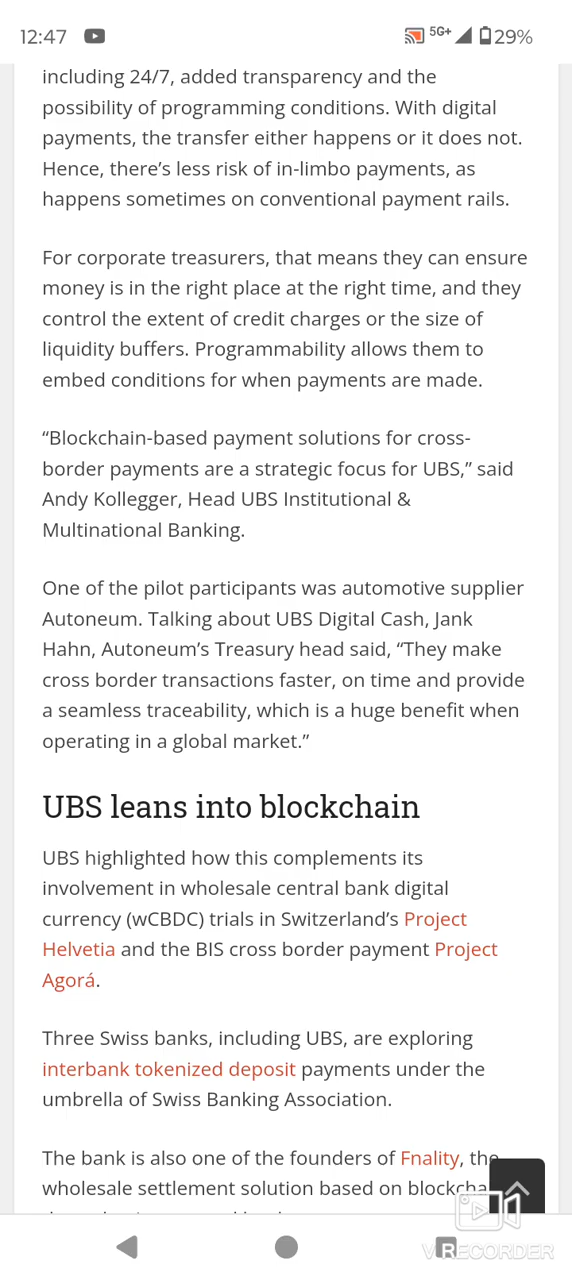 12:47
5G+
29%
including 24/7, added transparency and the
possibility of programming conditions. With digital
payments, the transfer either happens or it does not.
Hence, there’s less risk of in-limbo payments, as
happens sometimes on conventional payment rails.
For corporate treasurers, that means they can ensure
money is in the right place at the right time, and they
control the extent of credit charges or the size of
liquidity buffers. Programmability allows them to
embed conditions for when payments are made.
“Blockchain-based payment solutions for cross-
border payments are a strategic focus for UBS,” said
Andy Kollegger, Head UBS Institutional &
Multinational Banking.
One of the pilot participants was automotive supplier
Autoneum. Talking about UBS Digital Cash, Jank
Hahn, Autoneum’s Treasury head said, “They make
cross border transactions faster, on time and provide
a seamless traceability, which is a huge benefit when
operating in a global market.”
UBS leans into blockchain
UBS highlighted how this complements its
involvement in wholesale central bank digital
currency (wCBDC) trials in Switzerland’s Project
Helvetia and the BIS cross border payment Project
Agorá.
Three Swiss banks, including UBS, are exploring
interbank tokenized deposit payments under the
umbrella of Swiss Banking Association.
The bank is also one of the founders of Fnality, the
wholesale settlement solution based on blockcha
VRECORDER